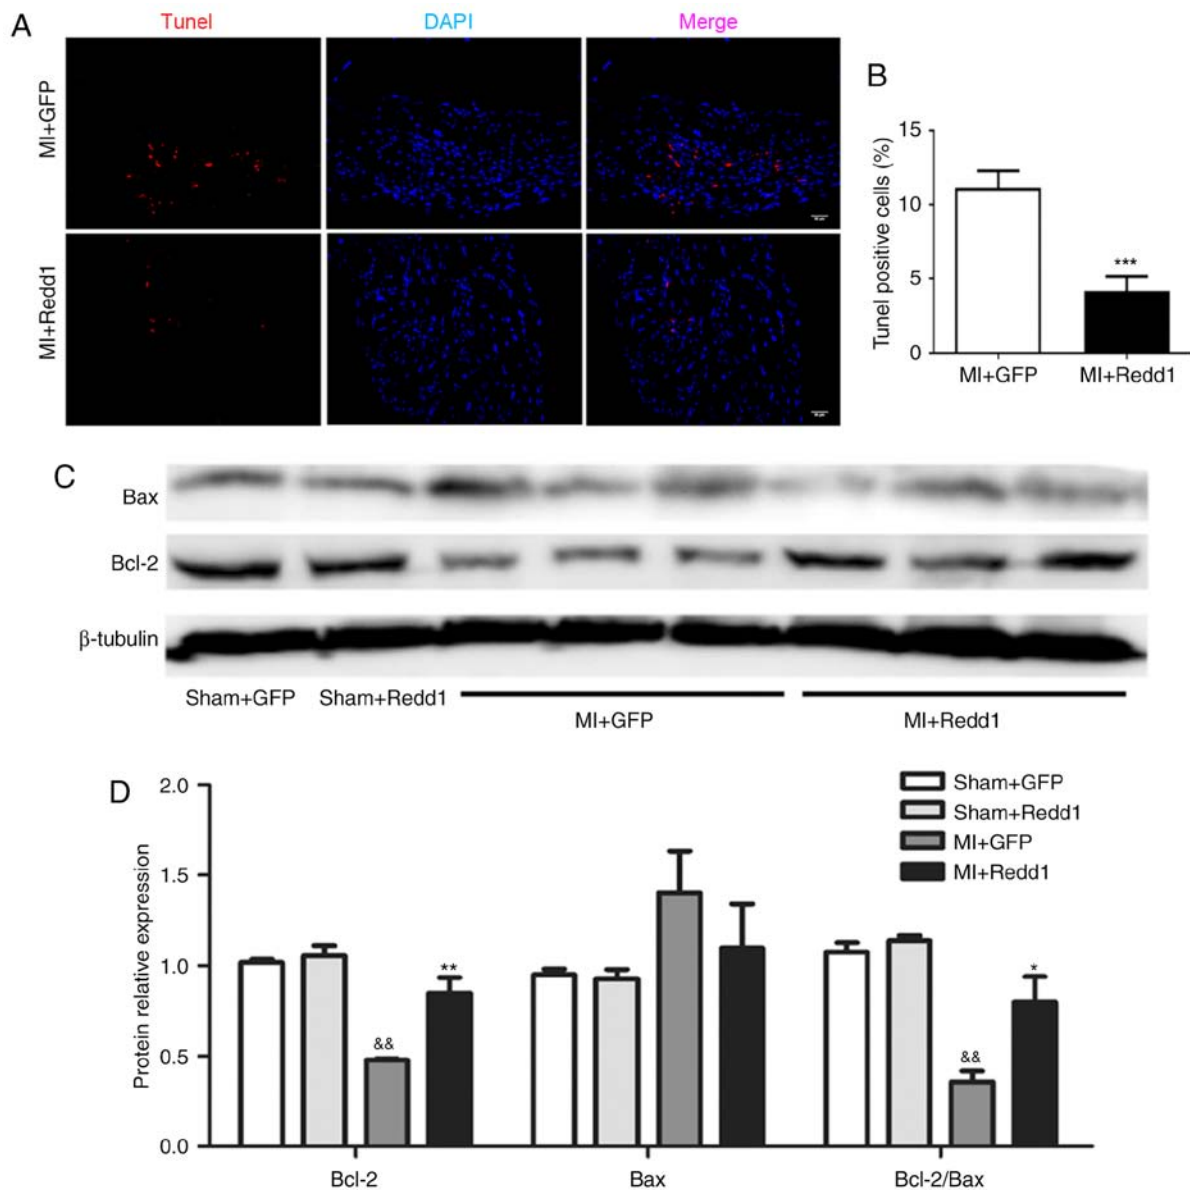 A
Tunel DAPI Merge
MI+GFP
MI+Redd1
B
Tunel positive cells (%)
15
10
5
0
***
MI+GFP MI+Redd1
C
Bax
Bcl-2
β-tubulin
Sham+GFP Sham+Redd1
MI+GFP MI+Redd1
D
Protein relative expression
2.0
1.5
1.0
0.5
0.0
Sham+GFP
Sham+Redd1
MI+GFP
MI+Redd1
&&
**
&&
*
Bcl-2 Bax Bcl-2/Bax